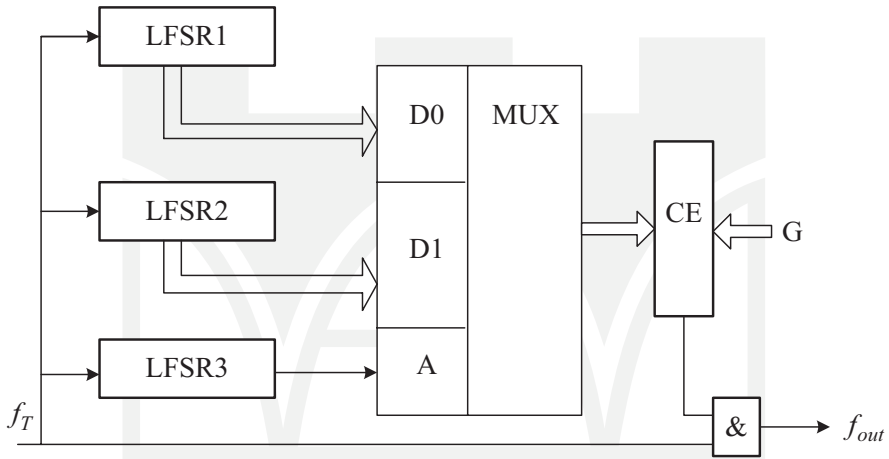 LFSR1
D0
MUX
LFSR2
D1
CE
G
LFSR3
A
f_T
&
f_out